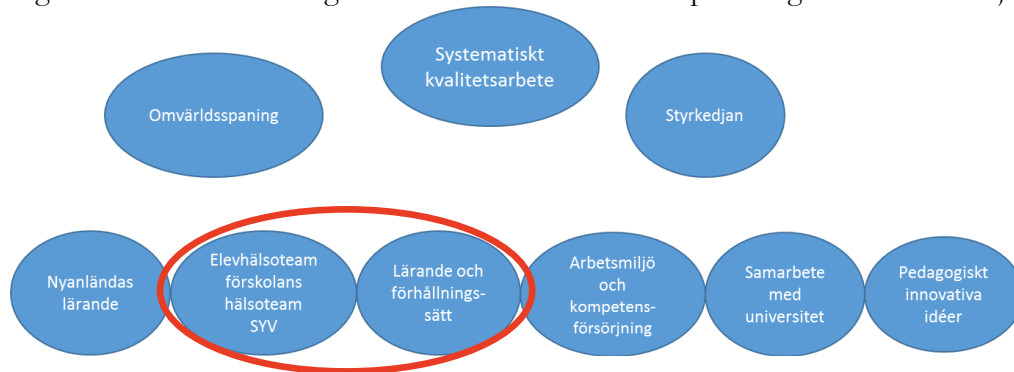 Systematiskt
kvalitetsarbete
Omvärldsspaning
Styrkedjan
Nyanländas
lärande
Elevhälsoteam
förskolans
hälsoteam
SYV
Lärande och
förhållnings-
sätt
Arbetsmiljö
och
kompetens-
försörjning
Samarbete
med
universitet
Pedagogiskt
innovativa
idéer